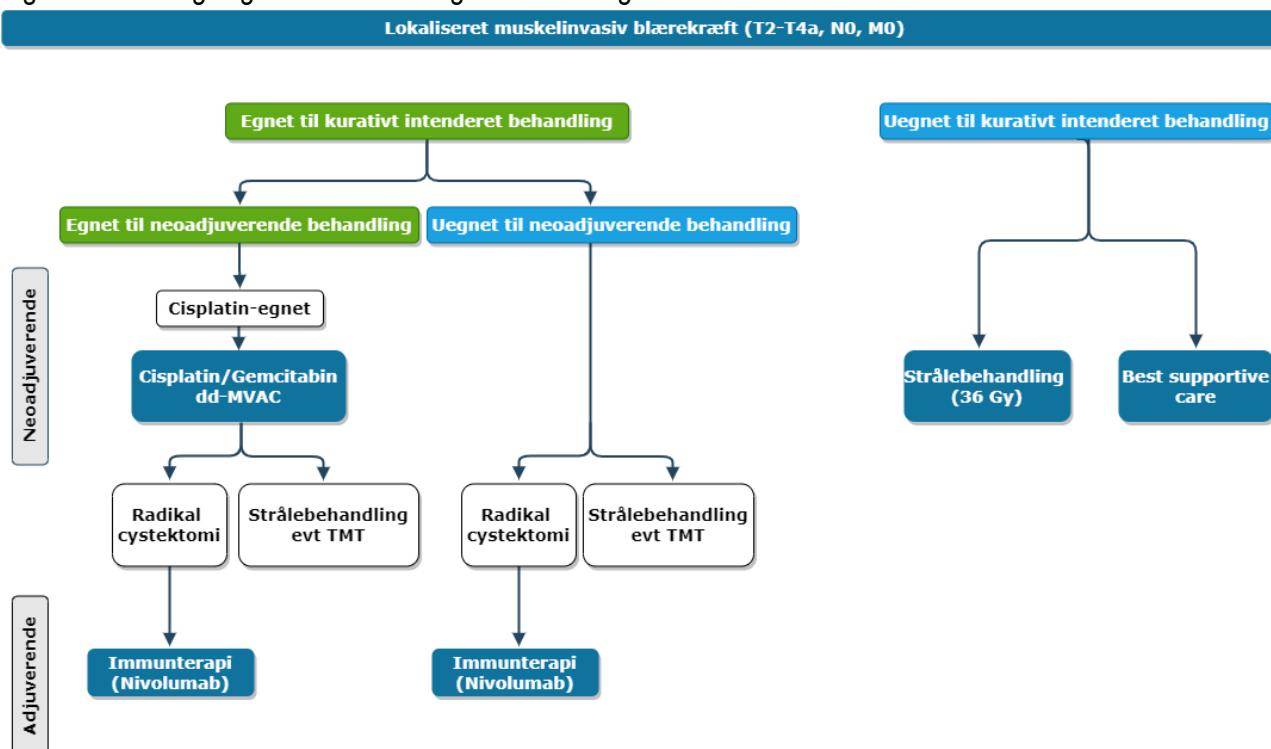 Lokaliseret muskelinvasiv blærekræft (T2-T4a, N0, M0)
Egnet til kurativt intenderet behandling
Uegnet til kurativt intenderet behandling
Egnet til neoadjuverende behandling
Uegnet til neoadjuverende behandling
Neoadjuverende
Cisplatin-egnet
Cisplatin/Gemcitabin
dd-MVAC
Strålebehandling
(36 Gy)
Best supportive
care
Radikal
cystektomi
Strålebehandling
evt TMT
Radikal
cystektomi
Strålebehandling
evt TMT
Adjuverende
Immunterapi
(Nivolumab)
Immunterapi
(Nivolumab)